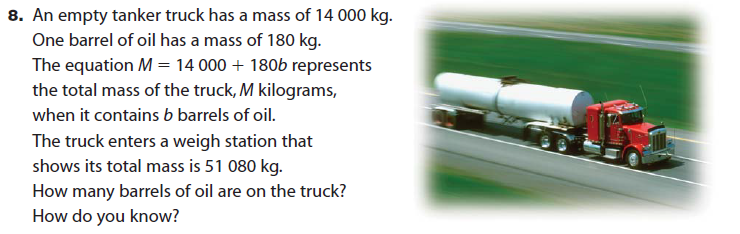 8. An empty tanker truck has a mass of 14 000 kg.
One barrel of oil has a mass of 180 kg.
The equation M = 14 000 + 180b represents
the total mass of the truck, M kilograms,
when it contains b barrels of oil.
The truck enters a weigh station that
shows its total mass is 51 080 kg.
How many barrels of oil are on the truck?
How do you know?